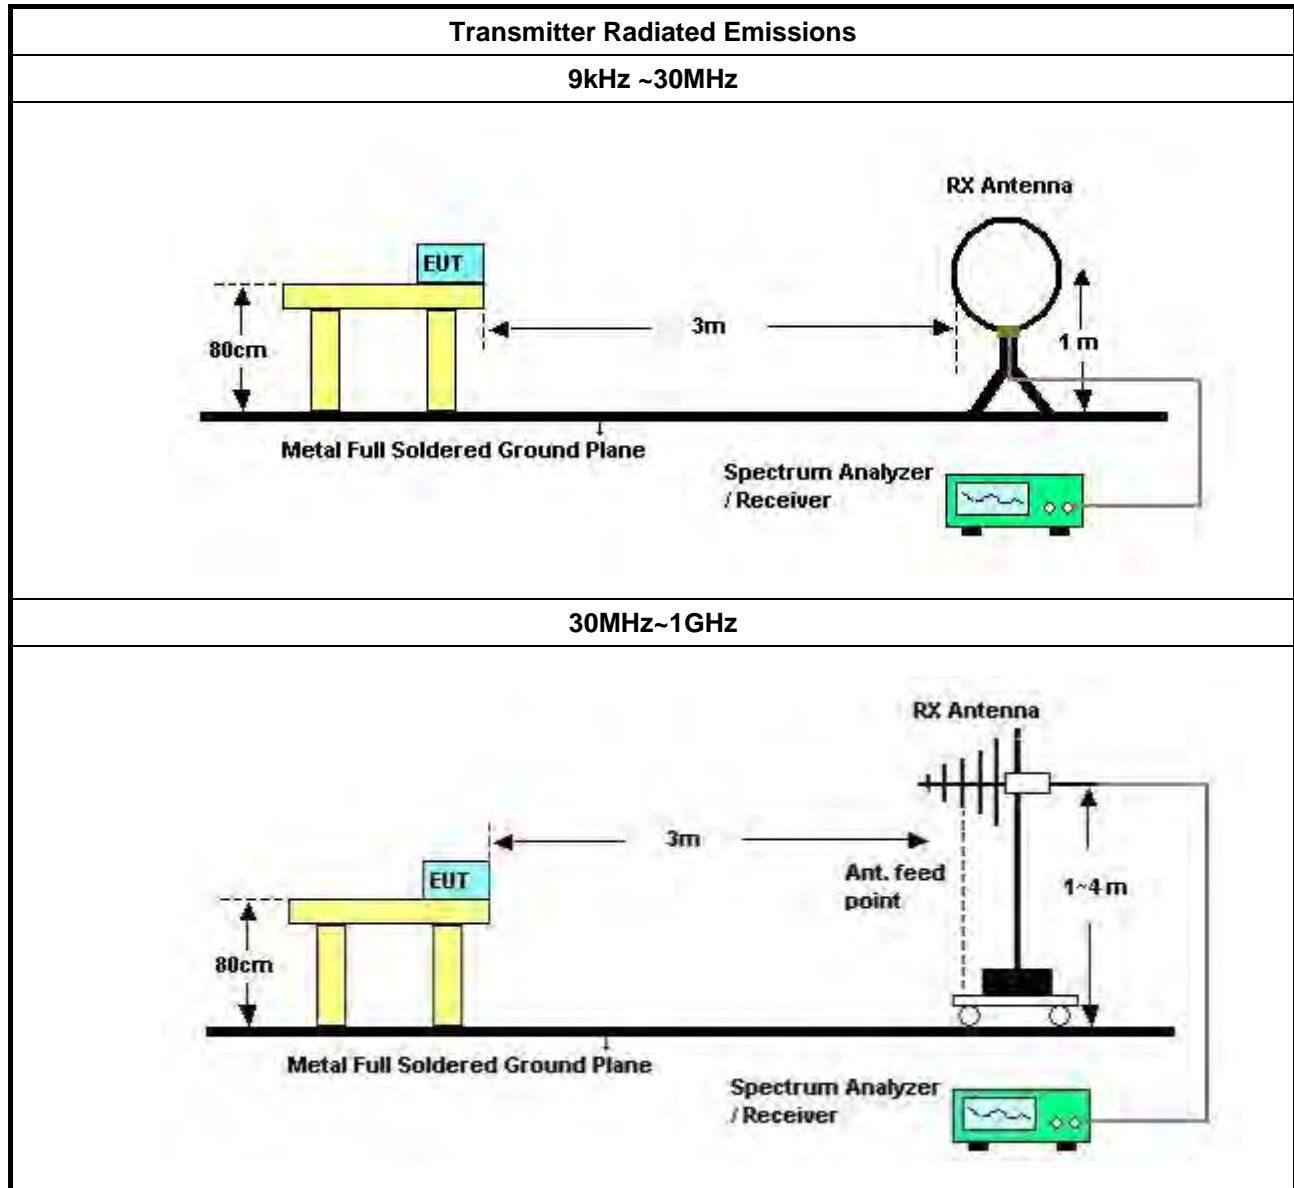 Transmitter Radiated Emissions
9kHz ~30MHz
RX Antenna
EUT
3m
80cm
1 m
Metal Full Soldered Ground Plane
Spectrum Analyzer
/ Receiver
30MHz~1GHz
RX Antenna
3m
Ant. feed
point
EUT
1~4 m
80cm
Metal Full Soldered Ground Plane
Spectrum Analyzer
/ Receiver